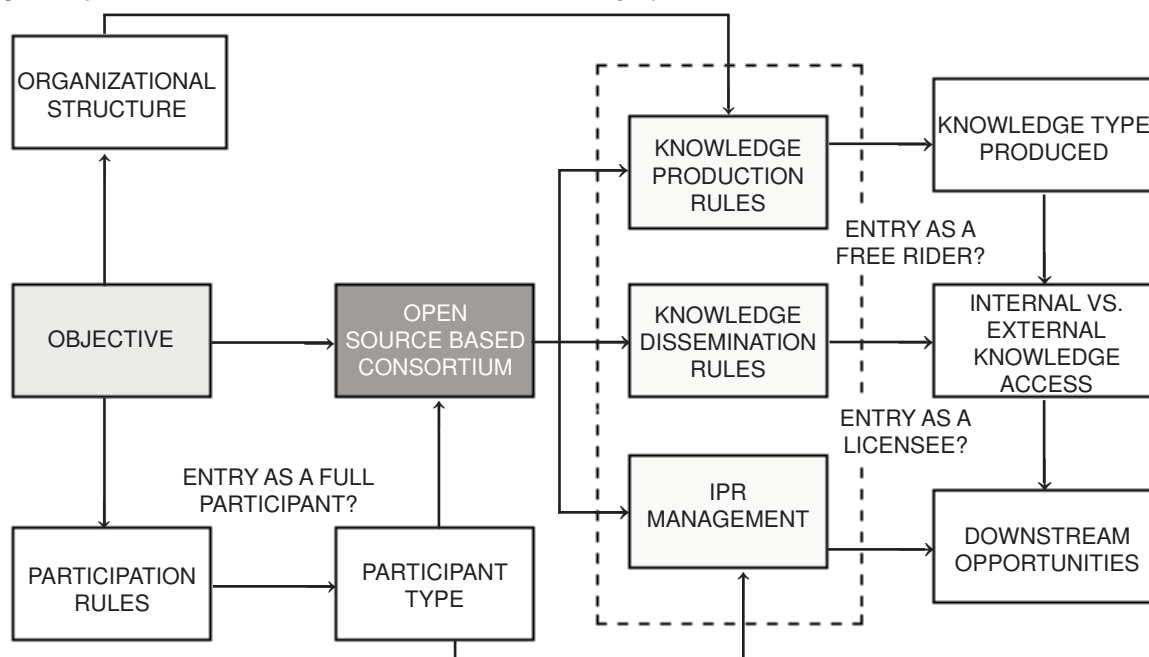 ORGANIZATIONAL
STRUCTURE
KNOWLEDGE
PRODUCTION
RULES
KNOWLEDGE TYPE
PRODUCED
ENTRY AS A
FREE RIDER?
OBJECTIVE
OPEN
SOURCE BASED
CONSORTIUM
KNOWLEDGE
DISSEMINATION
RULES
INTERNAL VS.
EXTERNAL
KNOWLEDGE
ACCESS
ENTRY AS A
LICENSEE?
ENTRY AS A FULL
PARTICIPANT?
IPR
MANAGEMENT
DOWNSTREAM
OPPORTUNITIES
PARTICIPATION
RULES
PARTICIPANT
TYPE